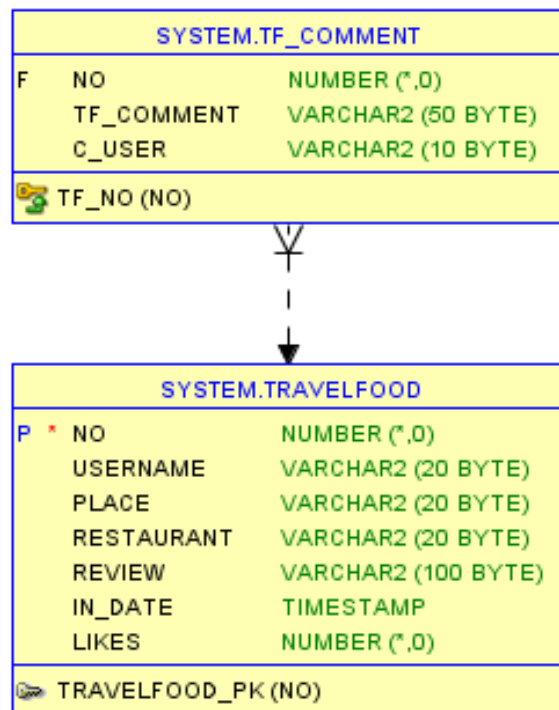 SYSTEM.TF_COMMENT
F NO NUMBER (*,0)
TF_COMMENT VARCHAR2 (50 BYTE)
C_USER VARCHAR2 (10 BYTE)
TF_NO (NO)
SYSTEM.TRAVELFOOD
P * NO NUMBER (*,0)
USERNAME VARCHAR2 (20 BYTE)
PLACE VARCHAR2 (20 BYTE)
RESTAURANT VARCHAR2 (20 BYTE)
REVIEW VARCHAR2 (100 BYTE)
IN_DATE TIMESTAMP
LIKES NUMBER (*,0)
TRAVELFOOD_PK (NO)